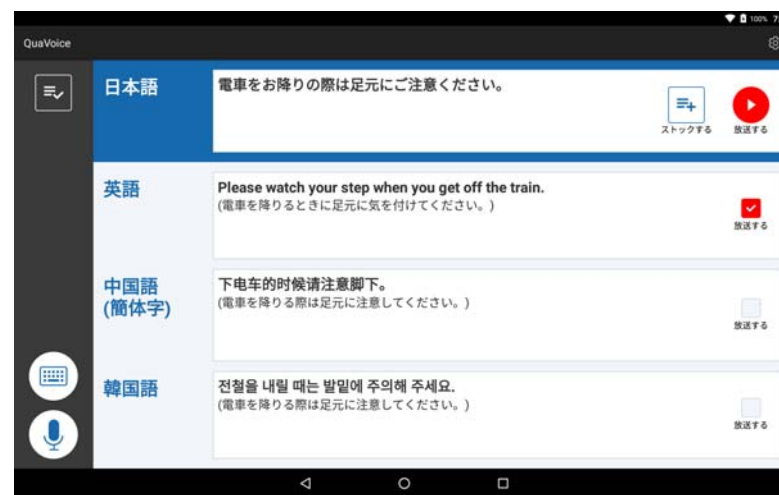 100% 7
QuaVoice
日本語
電車をお降りの際は足元にご注意ください。
ストックする
放送する
英語
Please watch your step when you get off the train.
(電車を降りるときに足元に気を付けてください。)
放送する
中国語
(簡体字)
下电车的时候请注意脚下。
(電車を降りる際は足元に注意してください。)
放送する
韓国語
전철을 내릴 때는 발밑에 주의해 주세요.
(電車を降りる際は足元に注意してください。)
放送する